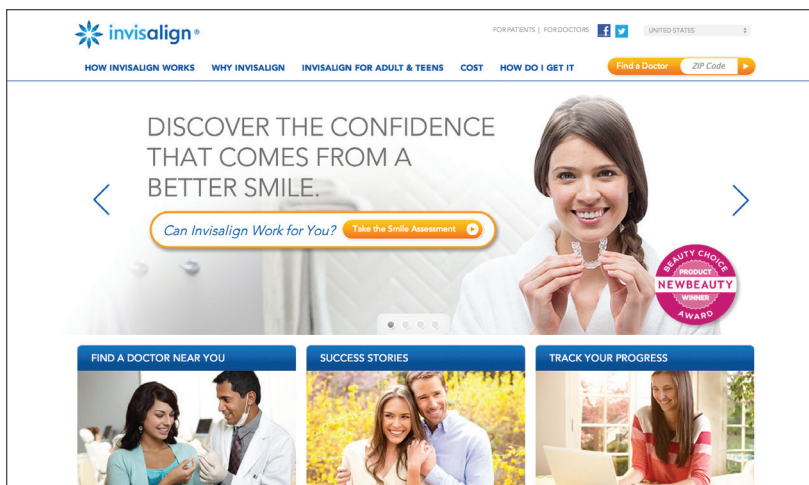 invisalign®
FOR PATIENTS | FOR DOCTORS
f
UNITED STATES
HOW INVISALIGN WORKS
WHY INVISALIGN
INVISALIGN FOR ADULT & TEENS
COST
HOW DO I GET IT
Find a Doctor
ZIP Code
DISCOVER THE CONFIDENCE
THAT COMES FROM A
BETTER SMILE.
Can Invisalign Work for You?
Take the Smile Assessment
BEAUTY CHOICE
PRODUCT
NEWBEAUTY
WINNER
AWARD
FIND A DOCTOR NEAR YOU
SUCCESS STORIES
TRACK YOUR PROGRESS